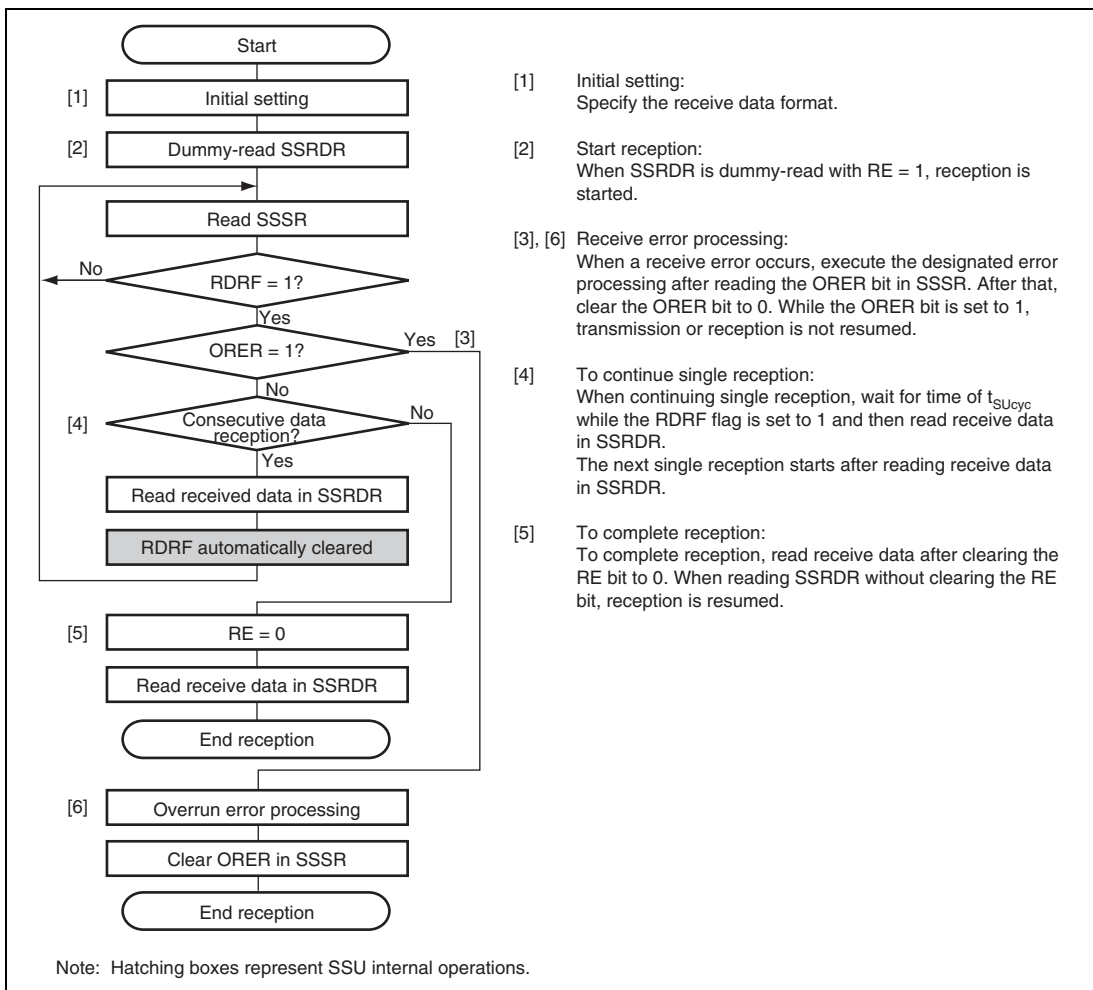 Start
[1] Initial setting
[2] Dummy-read SSRDR
Read SSSR
No
RDRF = 1?
Yes
Yes [3]
ORER = 1?
No
No
[4] Consecutive data
reception?
Yes
Read received data in SSRDR
RDRF automatically cleared
[5] RE = 0
Read receive data in SSRDR
End reception
[6] Overrun error processing
Clear ORER in SSSR
End reception
[1] Initial setting:
Specify the receive data format.
[2] Start reception:
When SSRDR is dummy-read with RE = 1, reception is
started.
[3], [6] Receive error processing:
When a receive error occurs, execute the designated error
processing after reading the ORER bit in SSSR. After that,
clear the ORER bit to 0. While the ORER bit is set to 1,
transmission or reception is not resumed.
[4] To continue single reception:
When continuing single reception, wait for time of tSUcyc
while the RDRF flag is set to 1 and then read receive data
in SSRDR.
The next single reception starts after reading receive data
in SSRDR.
[5] To complete reception:
To complete reception, read receive data after clearing the
RE bit to 0. When reading SSRDR without clearing the RE
bit, reception is resumed.
Note: Hatching boxes represent SSU internal operations.